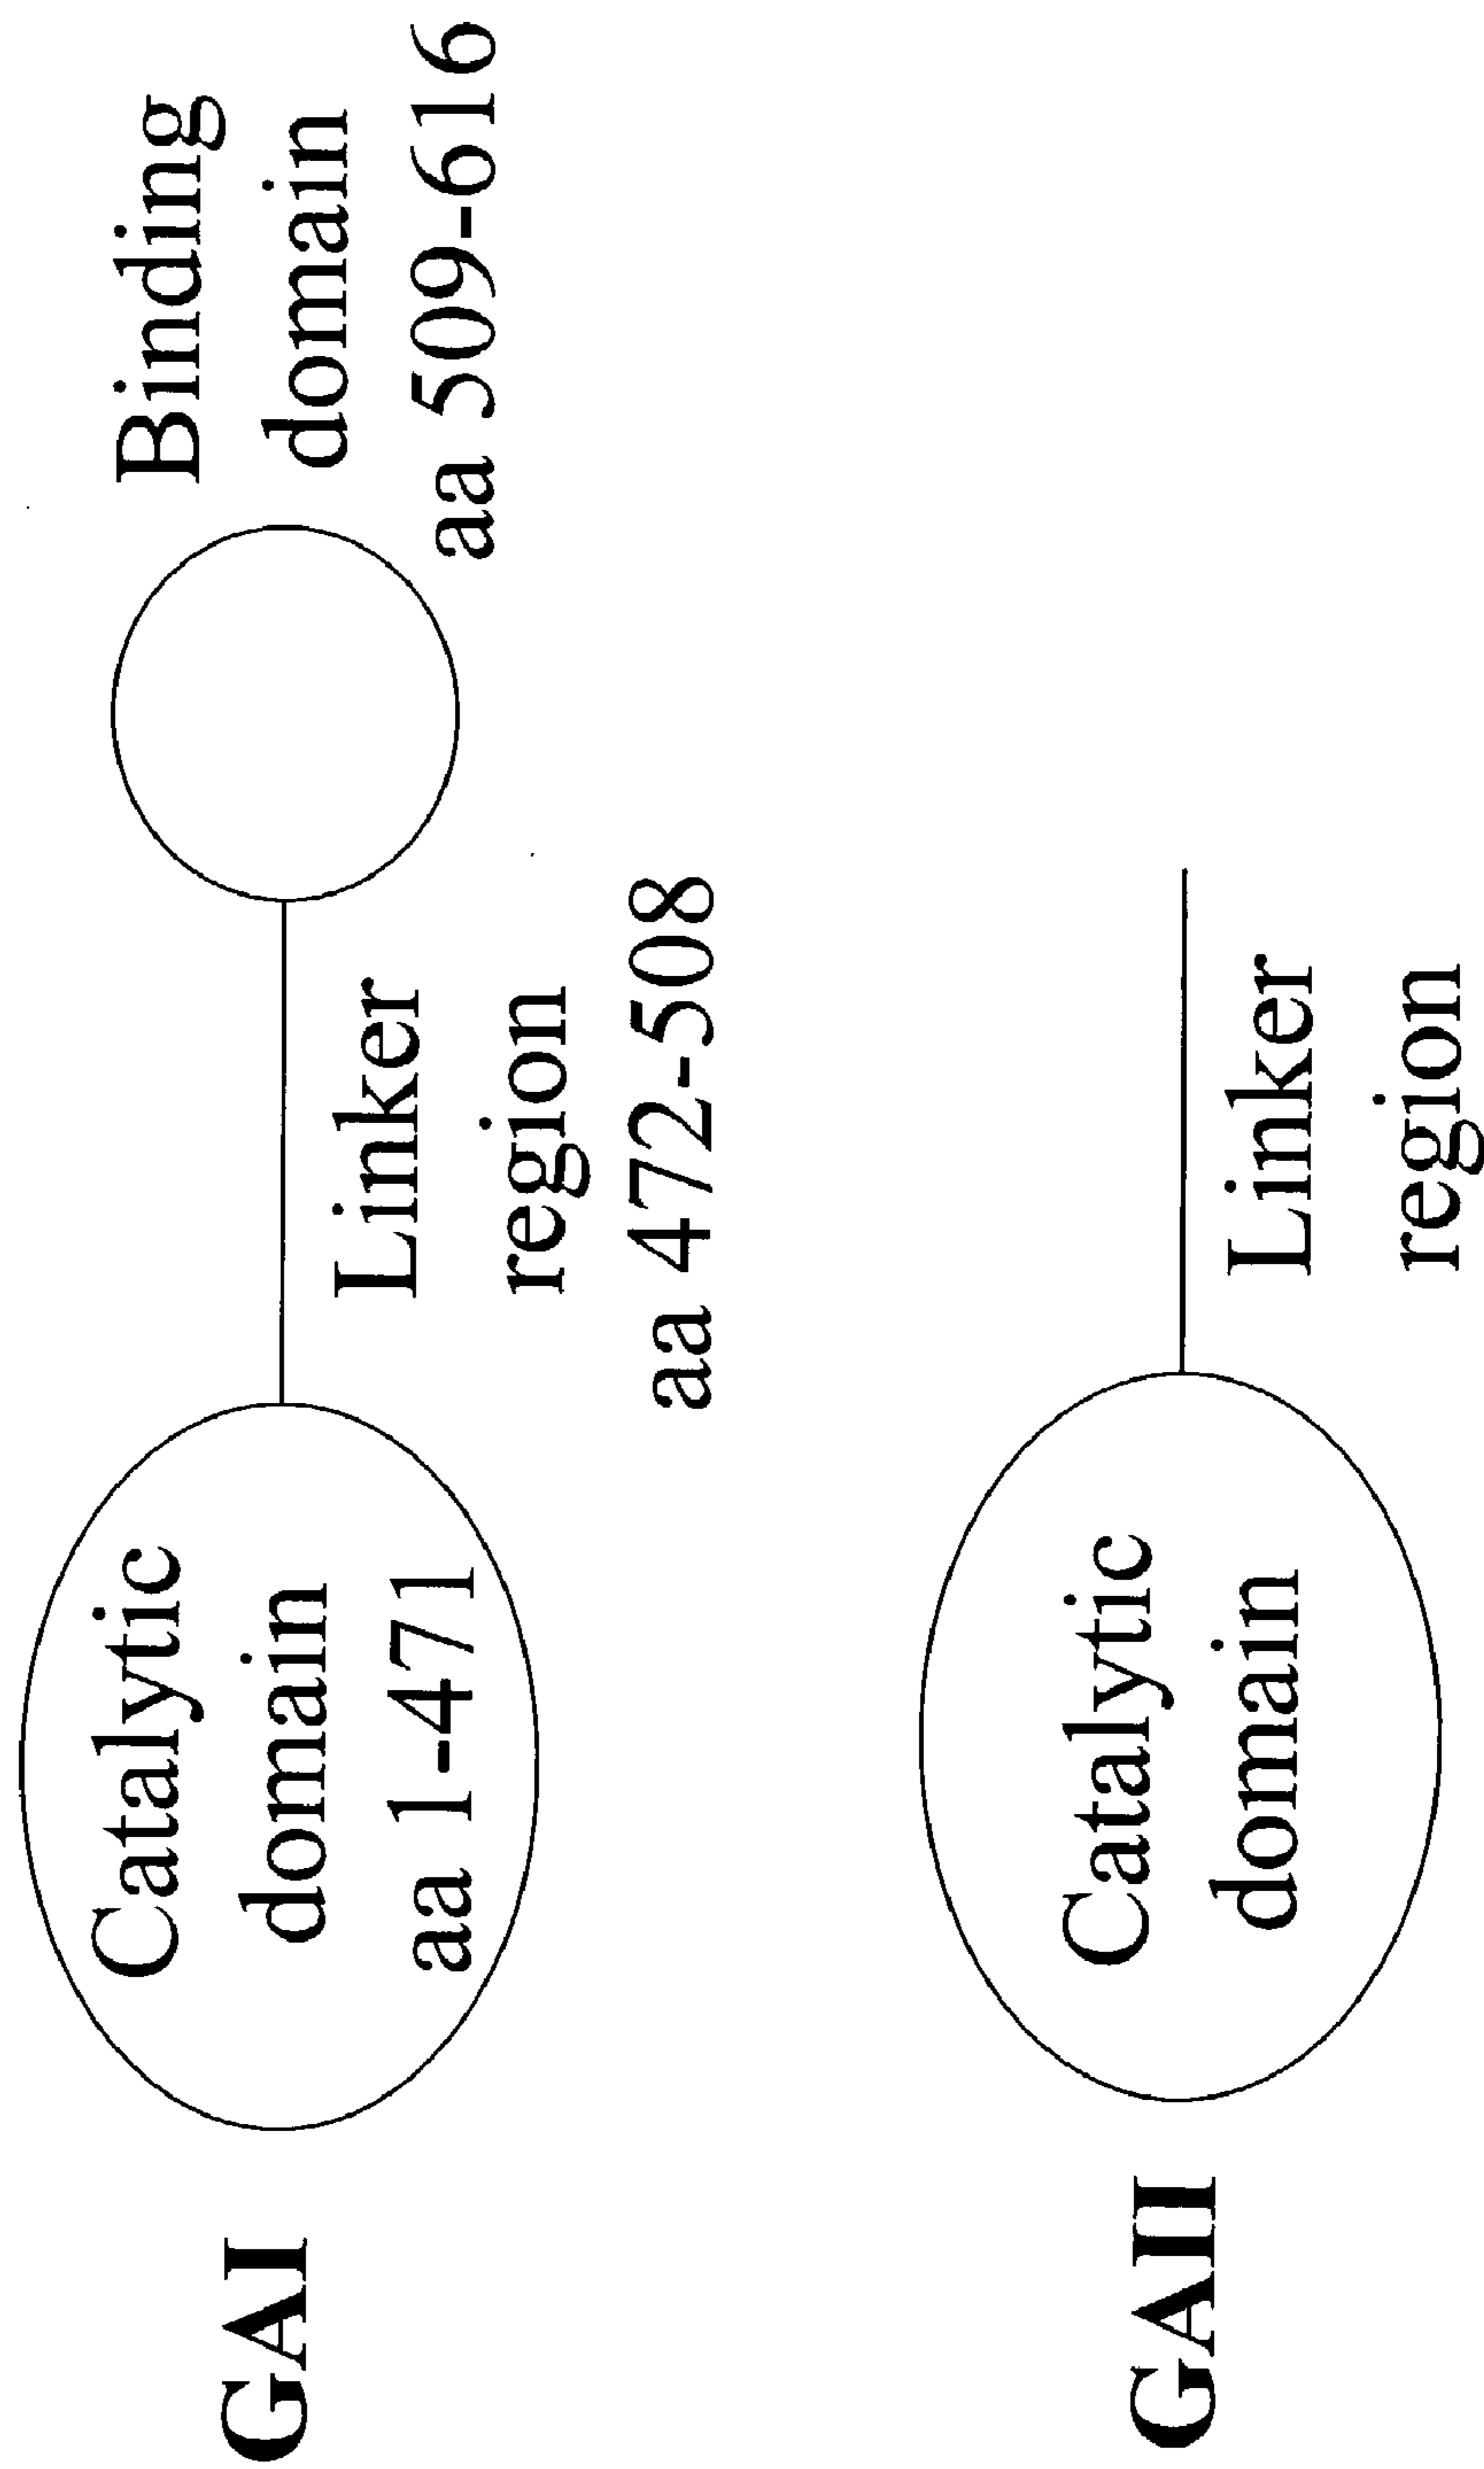 GAI
Catalytic
domain
aa 1-471
Linker
region
aa 472-508
Binding
domain
aa 509-616
GAII
Catalytic
domain
Linker
region